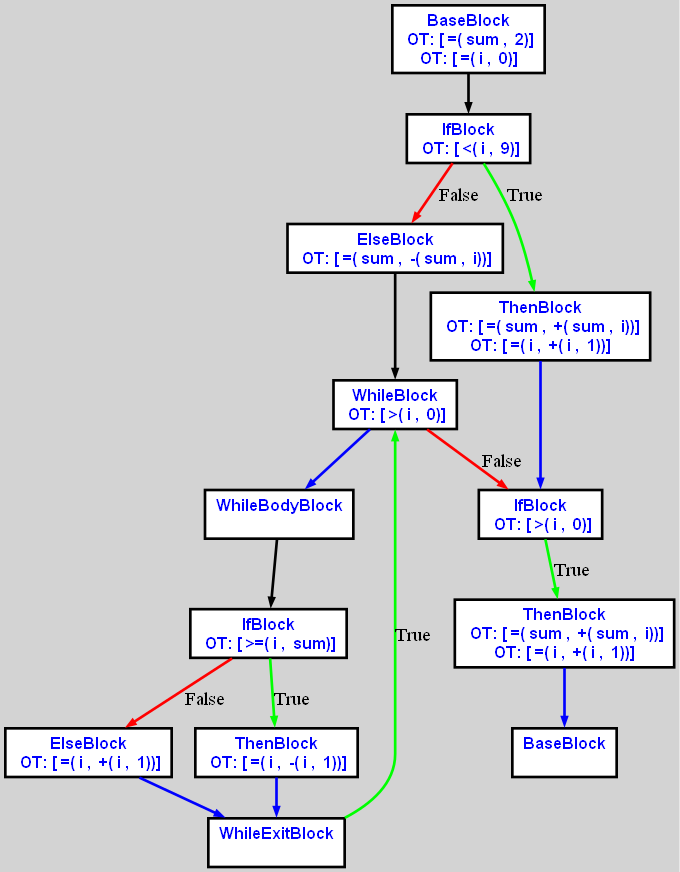 BaseBlock
OT: [=( sum , 2)]
OT: [=( i , 0)]
IfBlock
OT: [<( i , 9)]
False
True
ElseBlock
OT: [=( sum , -( sum , i))]
ThenBlock
OT: [=( sum , +( sum , i))]
OT: [=( i , +( i , 1))]
WhileBlock
OT: [>( i , 0)]
False
WhileBodyBlock
IfBlock
OT: [>( i , 0)]
True
IfBlock
OT: [>=( i , sum)]
ThenBlock
OT: [=( sum , +( sum , i))]
OT: [=( i , +( i , 1))]
True
False
True
ElseBlock
OT: [=( i , +( i , 1))]
ThenBlock
OT: [=( i , -( i , 1))]
BaseBlock
WhileExitBlock